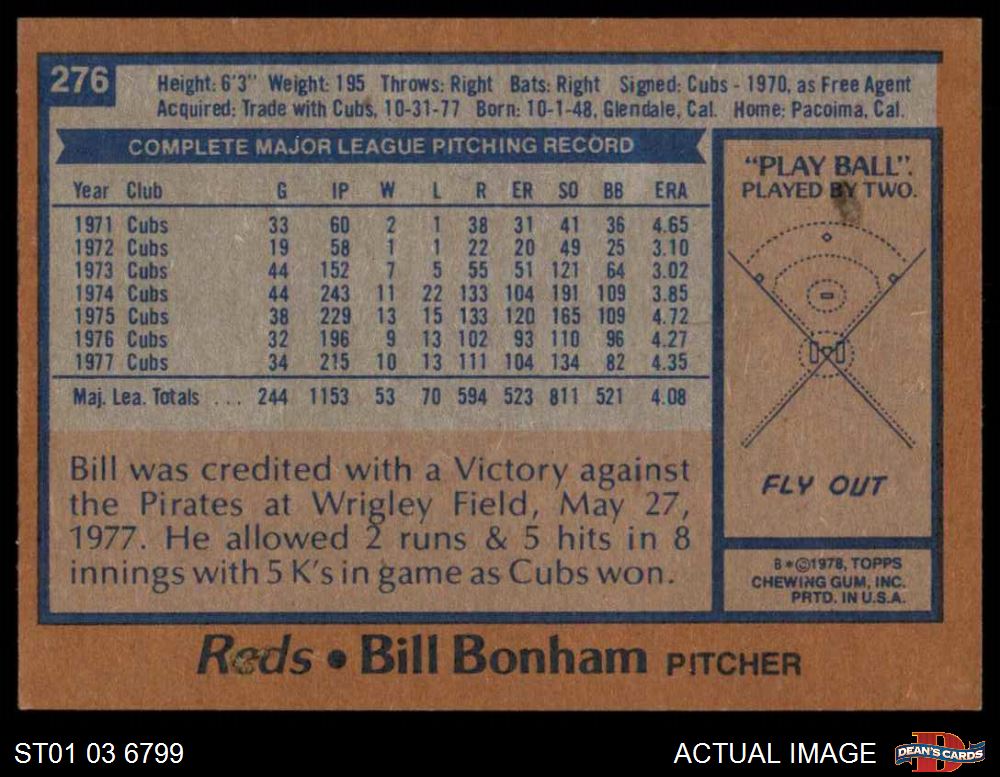 276
Height: 6'3" Weight: 195 Throws: Right Bats: Right Signed: Cubs - 1970, as Free Agent
Acquired: Trade with Cubs, 10-31-77 Born: 10-1-48, Glendale, Cal. Home: Pacoima, Cal.
COMPLETE MAJOR LEAGUE PITCHING RECORD
Year Club G IP W L R ER SO BB ERA
1971 Cubs 33 60 2 1 38 31 41 36 4.65
1972 Cubs 19 58 1 1 22 20 49 25 3.10
1973 Cubs 44 152 7 5 55 51 121 64 3.02
1974 Cubs 44 243 11 22 133 104 191 109 3.85
1975 Cubs 38 229 13 15 133 120 165 109 4.72
1976 Cubs 32 196 9 13 102 93 110 96 4.27
1977 Cubs 34 215 10 13 111 104 134 82 4.35
Maj. Lea. Totals ... 244 1153 53 70 594 523 811 521 4.08
Bill was credited with a Victory against
the Pirates at Wrigley Field, May 27,
1977. He allowed 2 runs & 5 hits in 8
innings with 5 K's in game as Cubs won.
"PLAY BALL".
PLAYED BY TWO.
FLY OUT
8*©1978, TOPPS
CHEWING GUM, INC.
PRTD. IN U.S.A.
Reds • Bill Bonham PITCHER
ST01 03 6799
ACTUAL IMAGE
D
DEAN'S CARDS